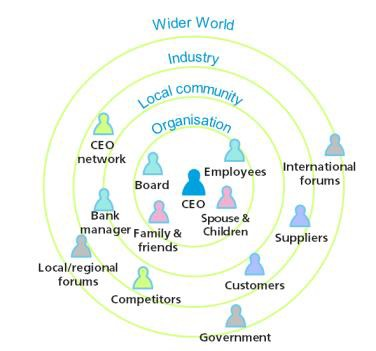 Wider World
Industry
Local community
Organisation
CEO
network
Employees
International
forums
Board
CEO
Spouse &
Children
Bank
manager
Family &
friends
Suppliers
Local/regional
forums
Competitors
Customers
Government